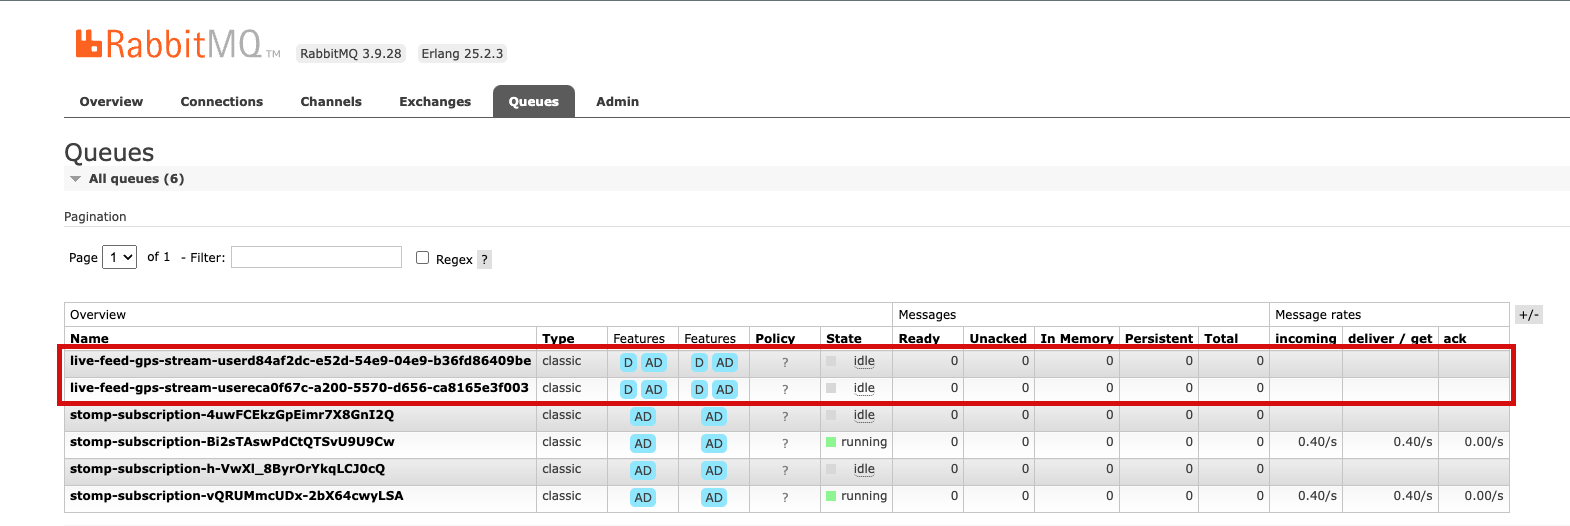 RabbitMQ TM RabbitMQ 3.9.28 Erlang 25.2.3
Overview Connections Channels Exchanges Queues Admin
Queues
All queues (6)
Pagination
Page 1 of 1 - Filter: Regex ?
Overview Messages Message rates +/-
Name Type Features Features Policy State Ready Unacked In Memory Persistent Total incoming deliver / get ack
live-feed-gps-stream-userd84af2dc-e52d-54e9-04e9-b36fd86409be classic D AD D AD ? idle 0 0 0 0 0
live-feed-gps-stream-usereca0f67c-a200-5570-d656-ca8165e3f003 classic D AD D AD ? idle 0 0 0 0 0
stomp-subscription-4uwFCEkzGpEimr7X8GnI2Q classic AD AD ? idle 0 0 0 0 0
stomp-subscription-Bi2sTAswPdCtQTSvU9U9Cw classic AD AD ? running 0 0 0 0 0 0.40/s 0.40/s 0.00/s
stomp-subscription-h-VwXl_8ByrOrYkqLCJ0cQ classic AD AD ? idle 0 0 0 0 0
stomp-subscription-vQRUMmcUDx-2bX64cwyLSA classic AD AD ? running 0 0 0 0 0 0.40/s 0.40/s 0.00/s